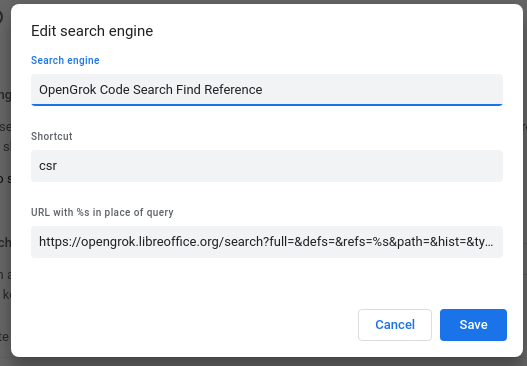 Edit search engine
Search engine
OpenGrok Code Search Find Reference
Shortcut
csr
URL with %s in place of query
https://opengrok.libreoffice.org/search?full=&defs=&refs=%s&path=&hist=&ty...
Cancel
Save